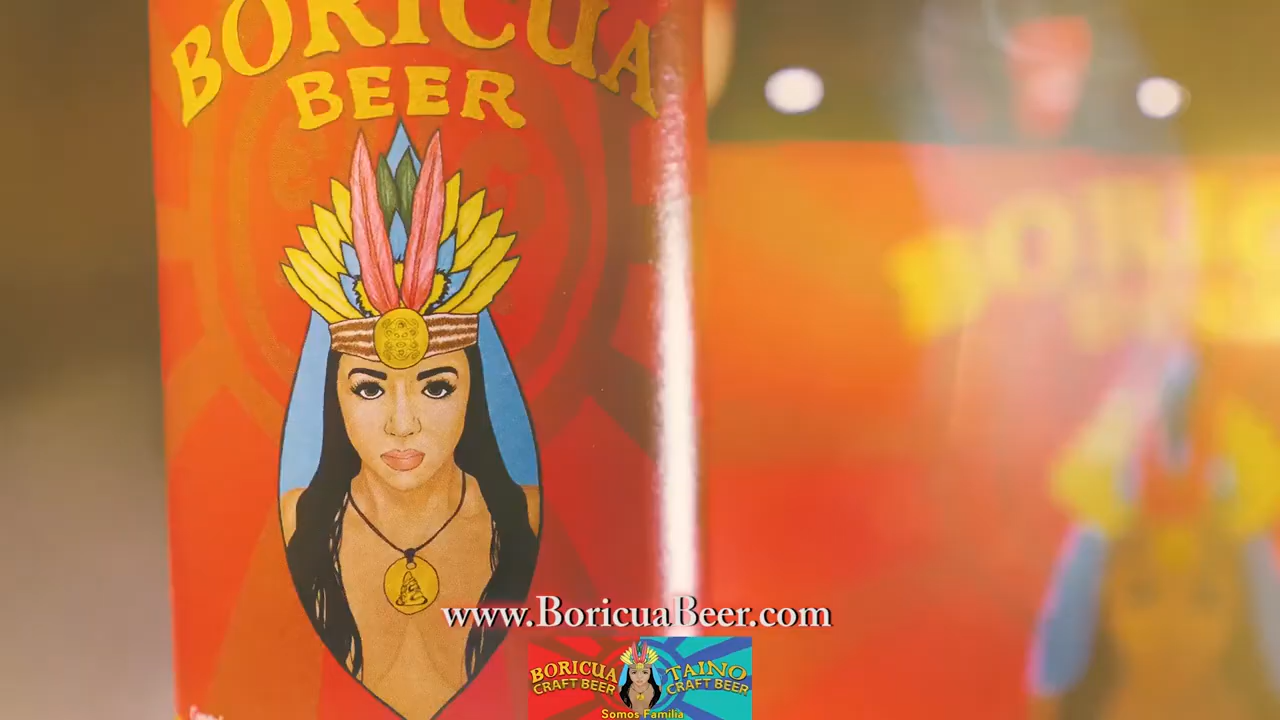 BORICUA
BEER
www.BoricuaBeer.com
BORICUA
CRAFT BEER
TAINO
CRAFT BEER
Somos Familia